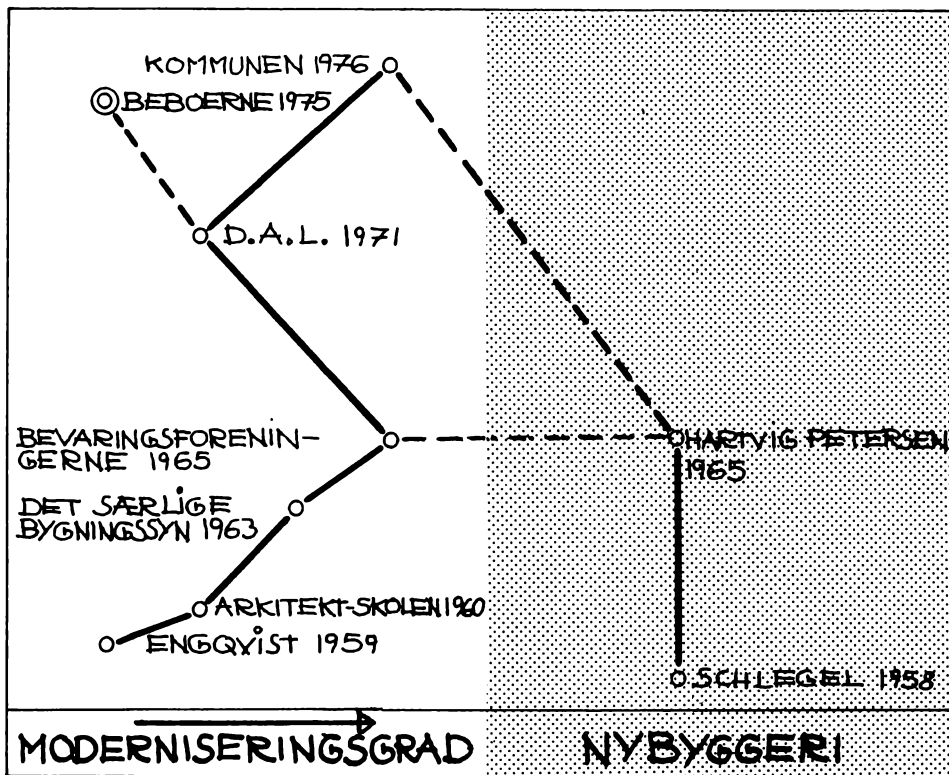 KOMMUNEN 1976
BEBOERNE 1975
D.A.L. 1971
BEVARINGSFORENIN-
GERNE 1965
HARTVIG PETERSEN
1965
DET SÆRLIGE
BYGNINGSSYN 1963
ARKITEKT-SKOLEN 1960
ENGQVIST 1959
SCHLEGEL 1958
MODERNISERINGSGRAD
NYBYGGERI